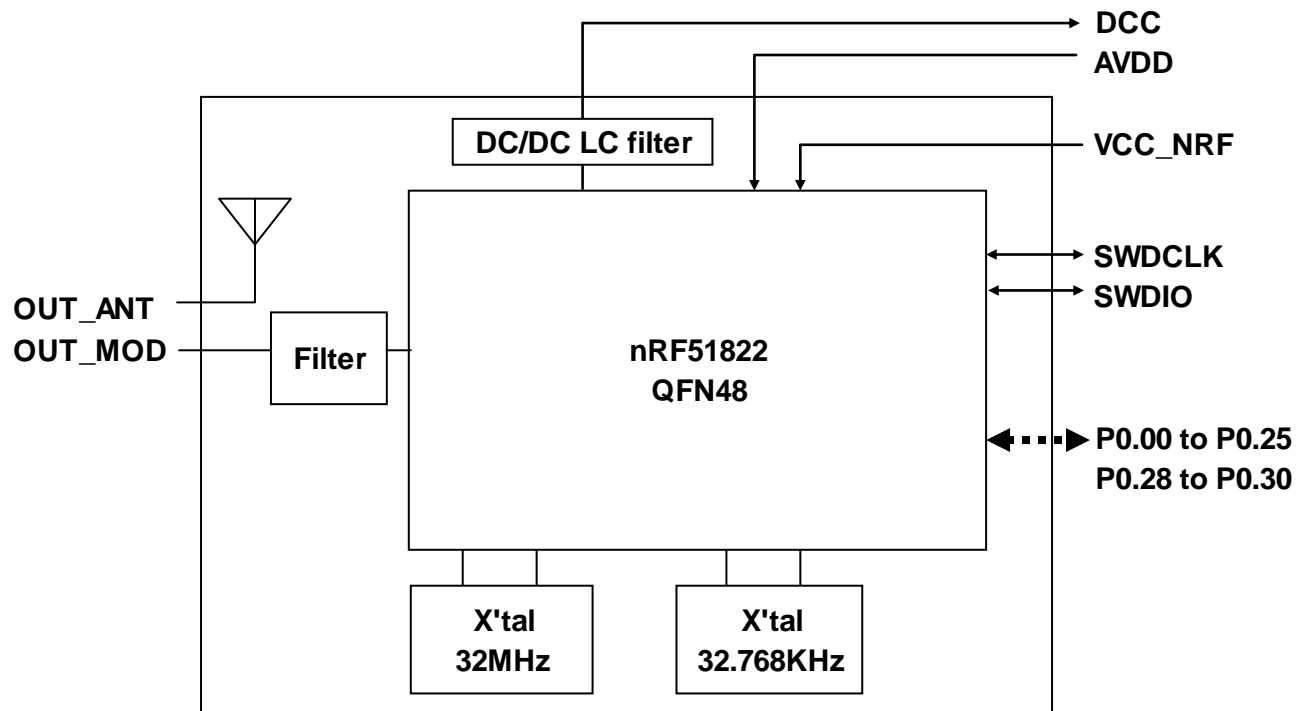 DCC
AVDD
DC/DC LC filter
VCC_NRF
SWDCLK
SWDIO
OUT_ANT
OUT_MOD
Filter
nRF51822
QFN48
P0.00 to P0.25
P0.28 to P0.30
X'tal
32MHz
X'tal
32.768KHz